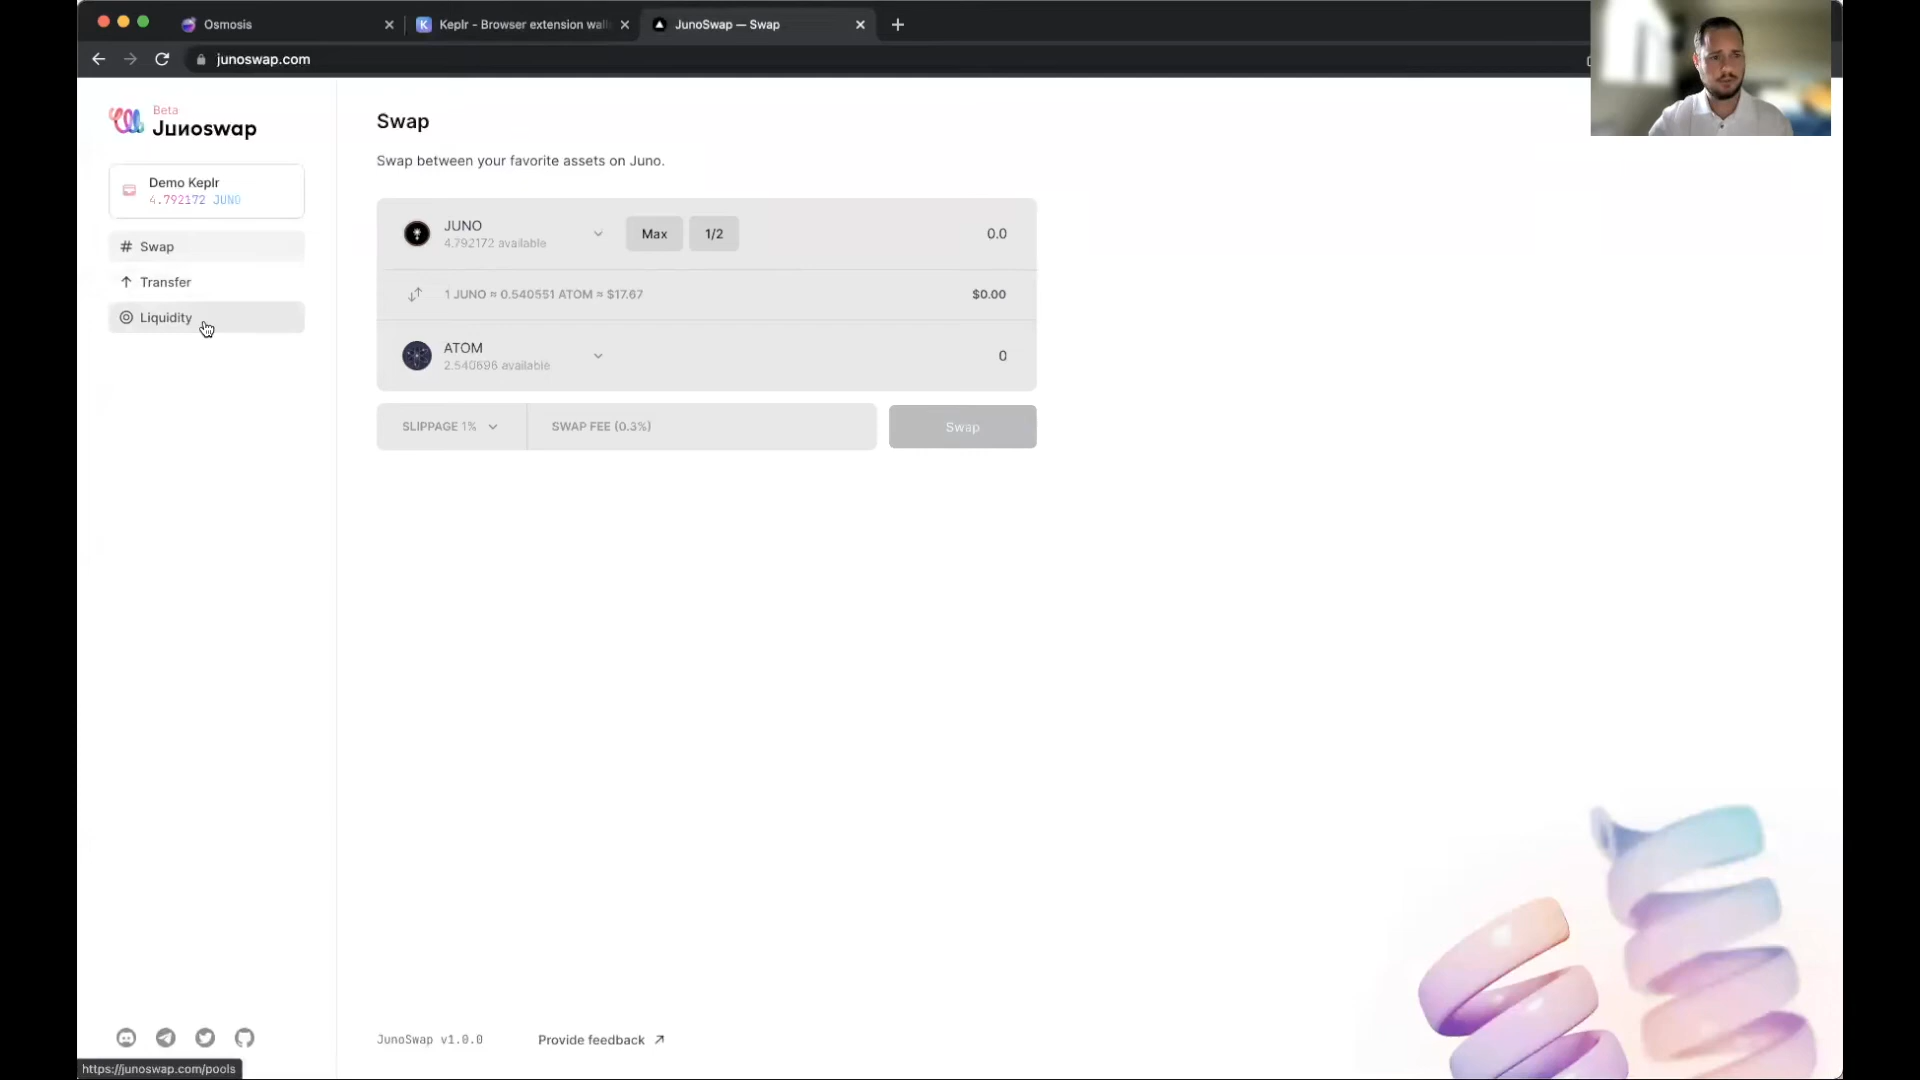 Osmosis
Keplr - Browser extension wall
JunoSwap — Swap
junoswap.com
Beta
Junoswap
Demo Keplr
4.792172 JUNO
Swap
Transfer
Liquidity
Swap
Swap between your favorite assets on Juno.
JUNO
4.792172 available
Max
1/2
0.0
1 JUNO ≈ 0.540551 ATOM ≈ $17.67
$0.00
ATOM
2.540696 available
0
SLIPPAGE 1%
SWAP FEE (0.3%)
Swap
JunoSwap v1.0.0
Provide feedback
https://junoswap.com/pools